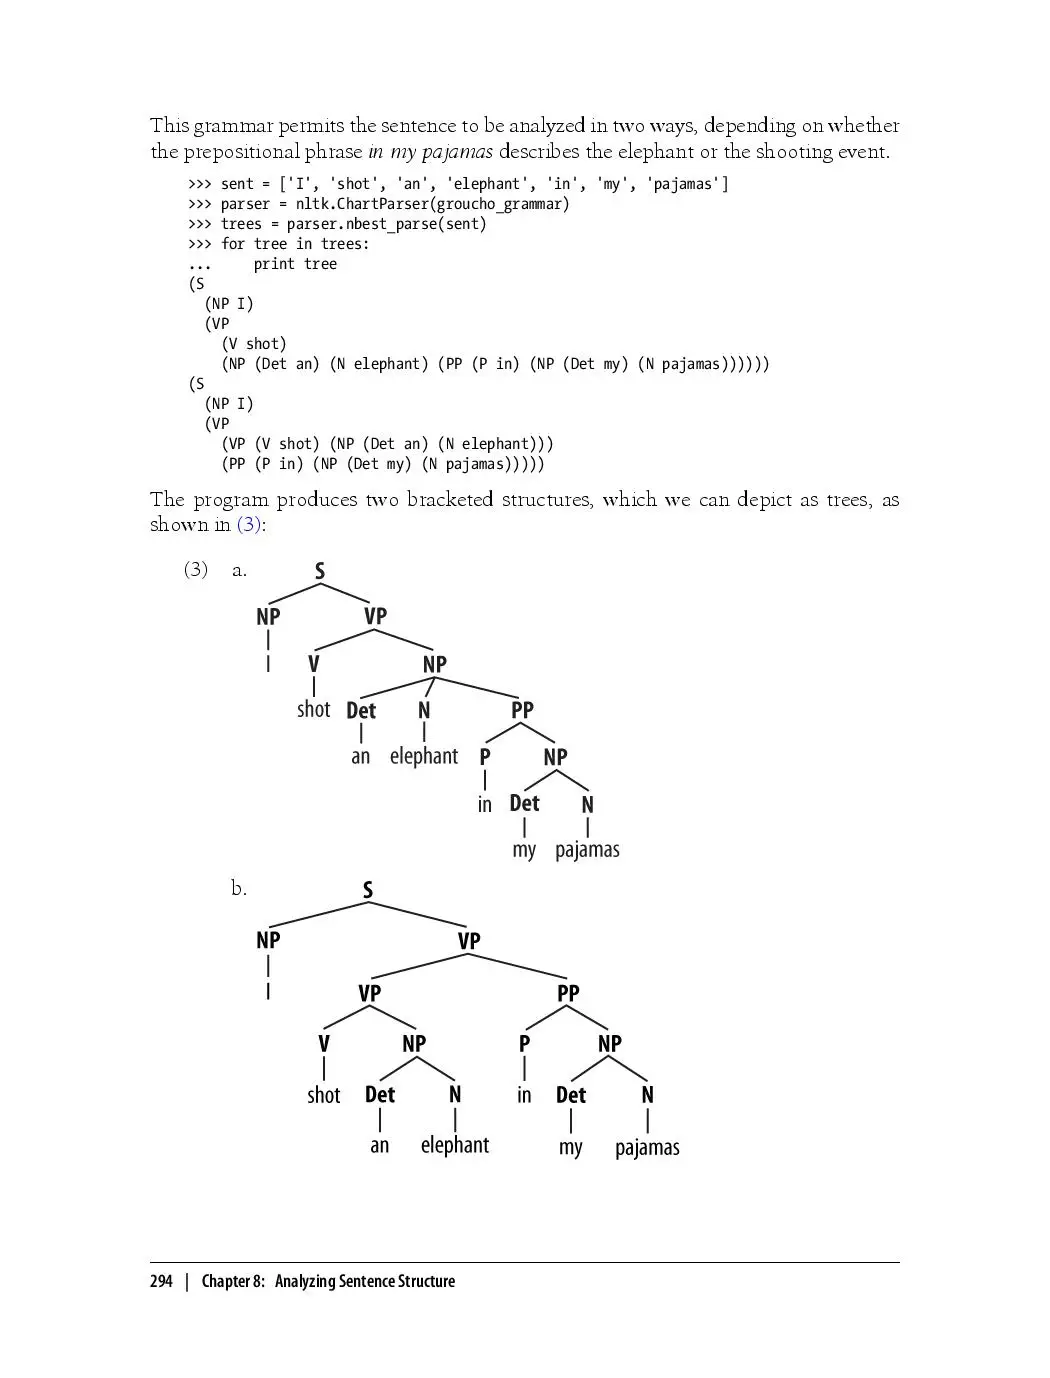 This grammar permits the sentence to be analyzed in two ways, depending on whether
the prepositional phrase in my pajamas describes the elephant or the shooting event.
>>> sent = ['I', 'shot', 'an', 'elephant', 'in', 'my', 'pajamas']
>>> parser = nltk.ChartParser(groucho_grammar)
>>> trees = parser.nbest_parse(sent)
>>> for tree in trees:
...     print tree
(S
  (NP I)
  (VP
    (V shot)
    (NP (Det an) (N elephant) (PP (P in) (NP (Det my) (N pajamas))))))
(S
  (NP I)
  (VP
    (VP (V shot) (NP (Det an) (N elephant)))
    (PP (P in) (NP (Det my) (N pajamas)))))
The program produces two bracketed structures, which we can depict as trees, as
shown in (3):
(3) a. S
NP VP
I V NP
shot Det N PP
an elephant P NP
in Det N
my pajamas
b. S
NP VP
I VP PP
V NP P NP
shot Det N in Det N
an elephant my pajamas
294 | Chapter 8: Analyzing Sentence Structure